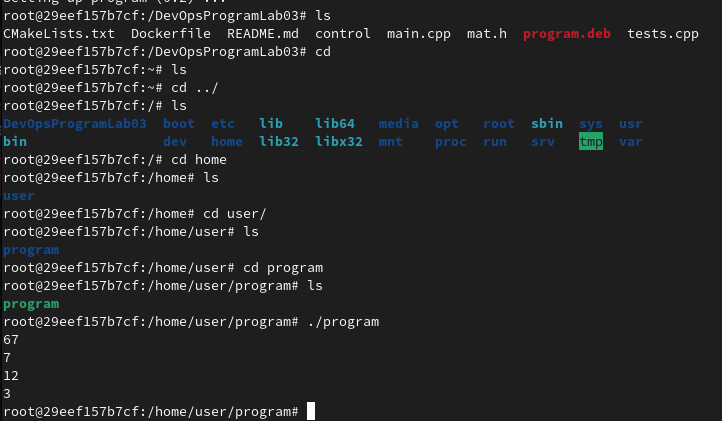 Setting up program (0.2) ...
root@29eef157b7cf:/DevOpsProgramLab03# ls
CMakeLists.txt  Dockerfile  README.md  control  main.cpp  mat.h  program.deb  tests.cpp
root@29eef157b7cf:/DevOpsProgramLab03# cd
root@29eef157b7cf:~# ls
root@29eef157b7cf:~# cd ../
root@29eef157b7cf:/# ls
DevOpsProgramLab03  boot  etc  lib  lib64  media  opt  root  sbin  sys  usr
bin  dev  home  lib32  libx32  mnt  proc  run  srv  tmp  var
root@29eef157b7cf:/# cd home
root@29eef157b7cf:/home# ls
user
root@29eef157b7cf:/home# cd user/
root@29eef157b7cf:/home/user# ls
program
root@29eef157b7cf:/home/user# cd program
root@29eef157b7cf:/home/user/program# ls
program
root@29eef157b7cf:/home/user/program# ./program
67
7
12
3
root@29eef157b7cf:/home/user/program#